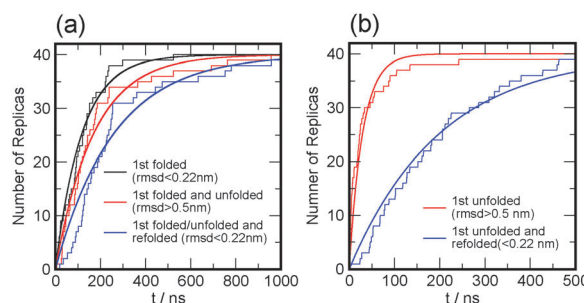 (a)
(b)
Numner of Replicas
40
30
20
10
0
1st folded
(rmsd<0.22nm)
1st folded and unfolded
(rmsd>0.5nm)
1st folded/unfolded and
refolded (rmsd<0.22nm)
0 200 400 600 800 1000
t / ns
Numner of Replicas
40
30
20
10
0
1st unfolded
(rmsd>0.5 nm)
1st unfolded and
refolded(<0.22 nm)
0 100 200 300 400 500
t / ns